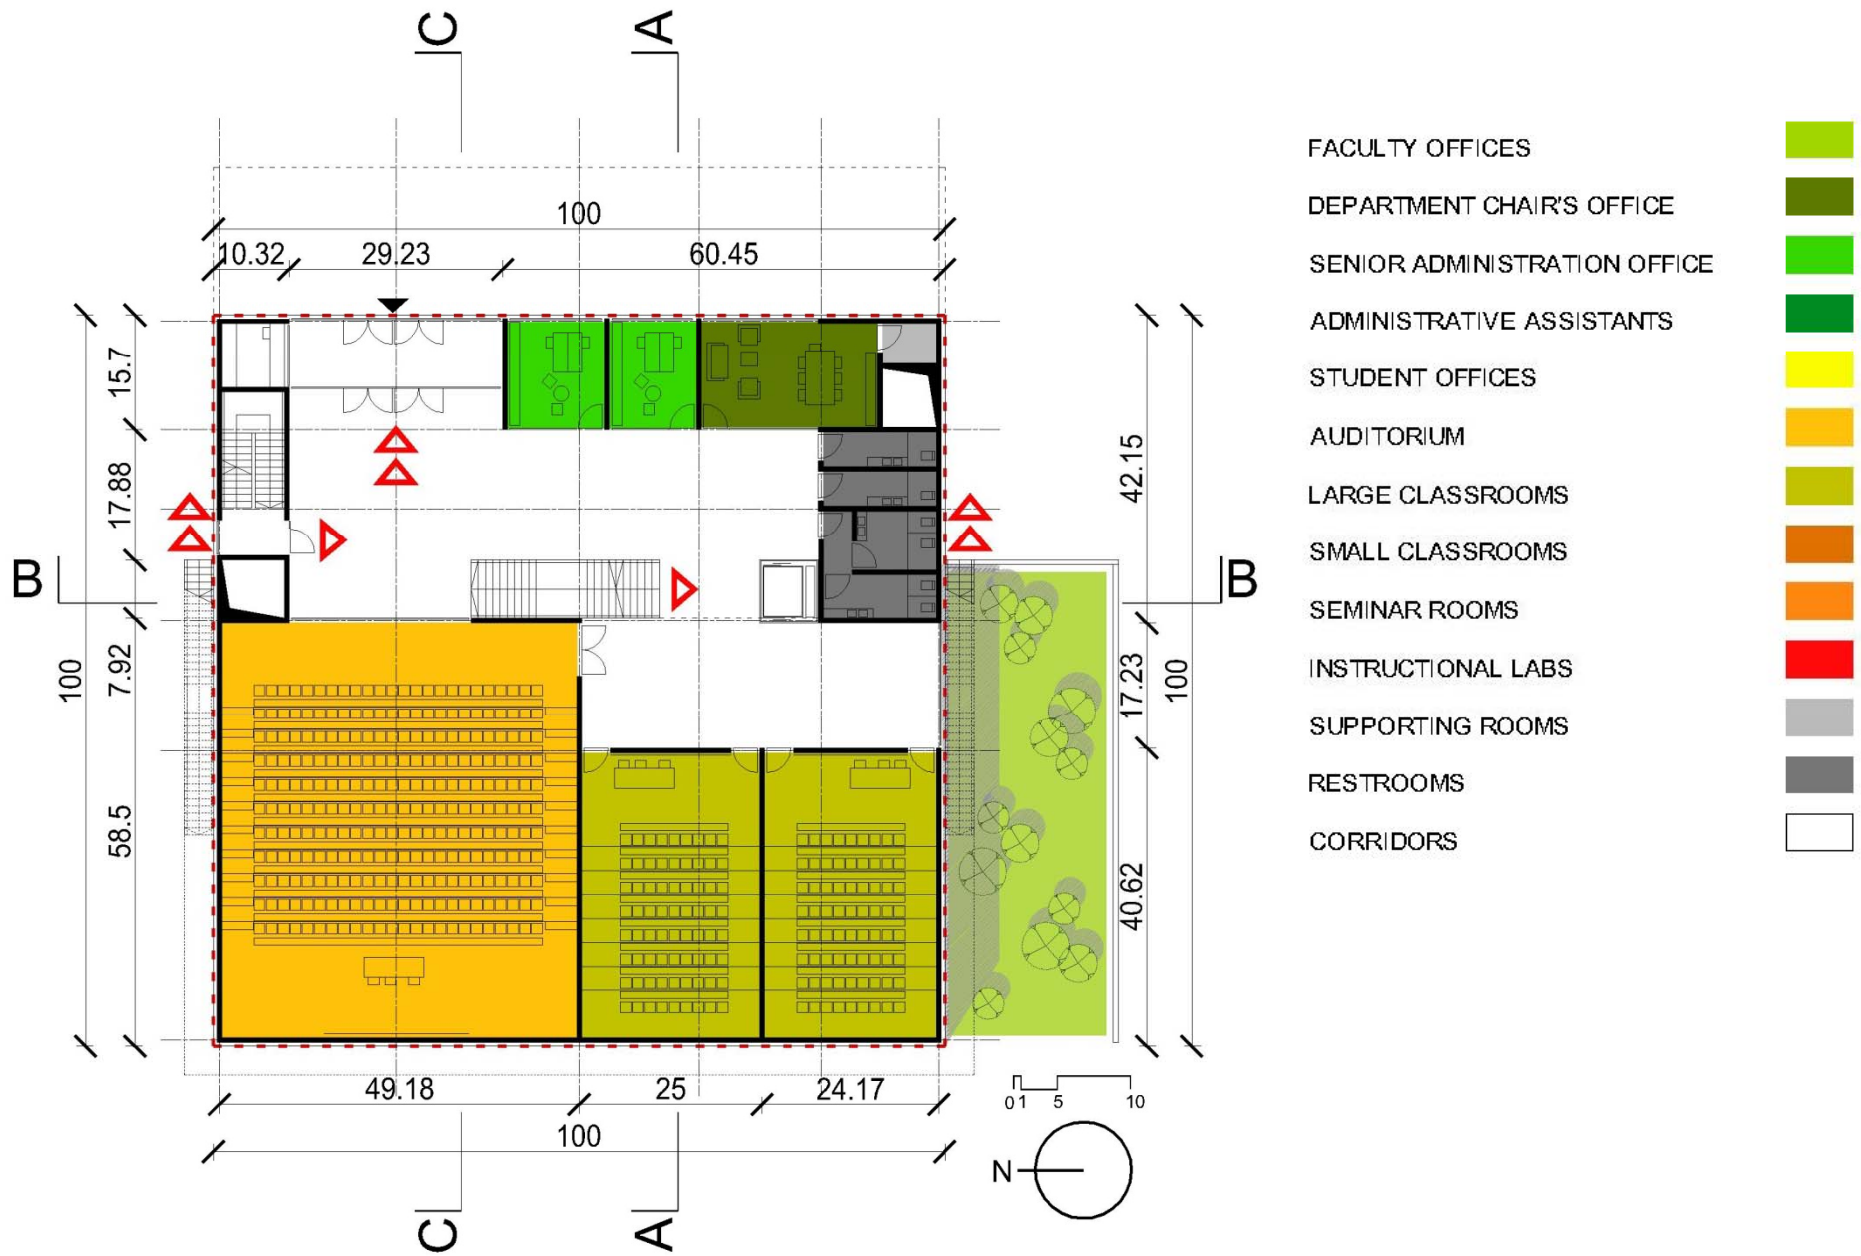 C A
100
10.32 29.23 60.45
15.7
17.88
7.92
58.5
100
42.15
17.23
40.62
100
B B
49.18 25 24.17
100
C A
0 1 5 10
N
FACULTY OFFICES
DEPARTMENT CHAIR'S OFFICE
SENIOR ADMINISTRATION OFFICE
ADMINISTRATIVE ASSISTANTS
STUDENT OFFICES
AUDITORIUM
LARGE CLASSROOMS
SMALL CLASSROOMS
SEMINAR ROOMS
INSTRUCTIONAL LABS
SUPPORTING ROOMS
RESTROOMS
CORRIDORS